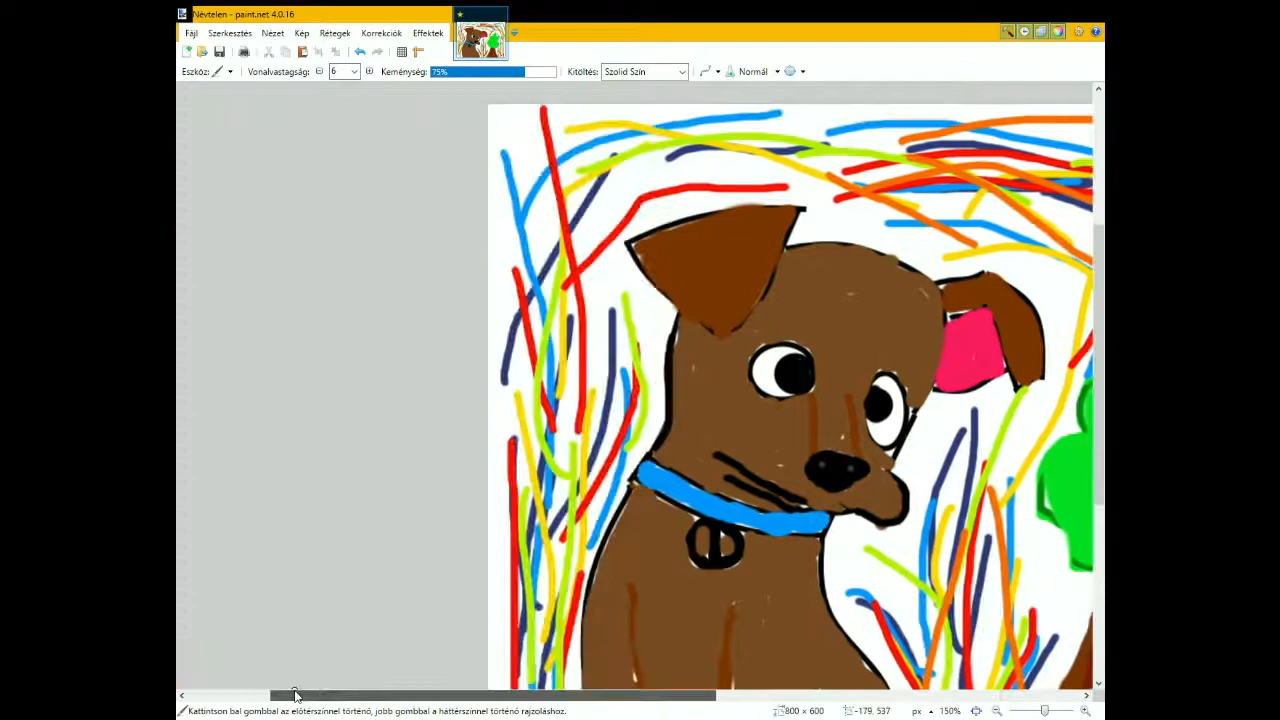 Névtelen - paint.net 4.0.16
Fájl Szerkesztés Nézet Kép Rétegek Korrekciók Effektek
Eszköz: Vonalvastagság: 6 Keménység: 75% Kitöltés: Szolid Szín Normál
Kattintson bal gombbal az előtérszínnel történő, jobb gombbal a háttérszínnel történő rajzoláshoz. 800 × 600 -179, 537 px 150%